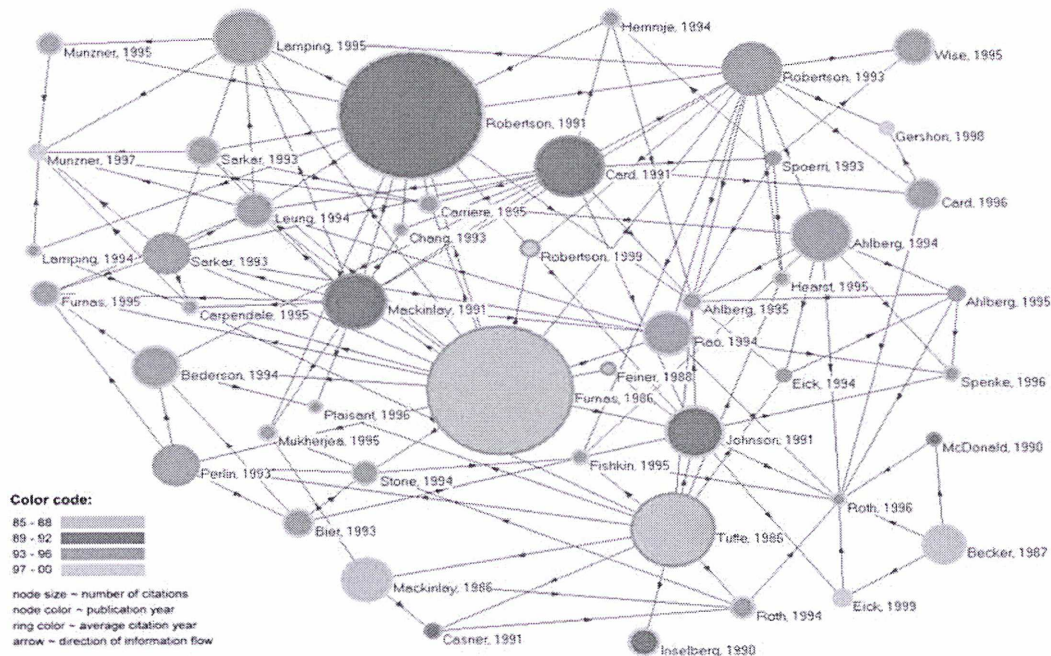 Munzner, 1995
Lamping, 1995
Hemmje, 1994
Robertson, 1993
Wise, 1995
Robertson, 1991
Gershon, 1998
Munzner, 1997
Sarkar, 1993
Card, 1991
Spoerri, 1993
Card, 1996
Leung, 1994
Carriere, 1995
Chang, 1993
Ahlberg, 1994
Lamping, 1994
Sarkar, 1993
Robertson, 1999
Hearst, 1995
Furnas, 1995
Carpendale, 1995
Mackinlay, 1991
Ahlberg, 1995
Ahlberg, 1995
Rao, 1994
Bederson, 1994
Feiner, 1988
Eick, 1994
Spenke, 1996
Furnas, 1986
Plaisant, 1996
Mukherjea, 1995
Johnson, 1991
McDonald, 1990
Perlin, 1993
Stone, 1994
Fishkin, 1995
Roth, 1996
Color code:
85 - 88
89 - 92
93 - 96
97 - 00
Bier, 1993
Tufte, 1986
Becker, 1987
Mackinlay, 1986
node size ~ number of citations
node color ~ publication year
ring color ~ average citation year
arrow ~ direction of information flow
Roth, 1994
Eick, 1999
Casner, 1991
Inselberg, 1990